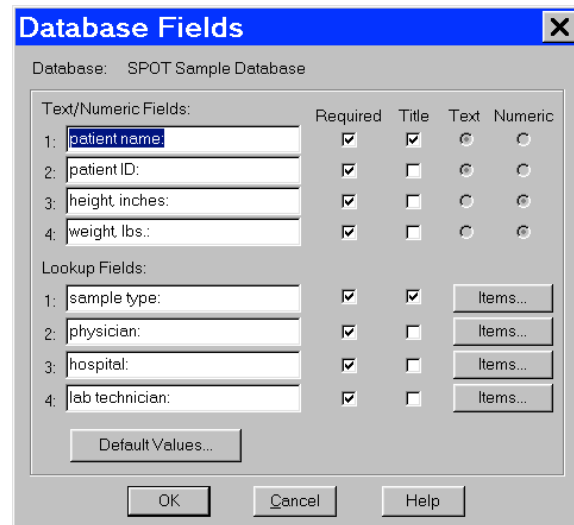 Database Fields
Database: SPOT Sample Database
Text/Numeric Fields: Required Title Text Numeric
1: patient name:
2: patient ID:
3: height, inches:
4: weight, lbs.:
Lookup Fields:
1: sample type: Items...
2: physician: Items...
3: hospital: Items...
4: lab technician: Items...
Default Values...
OK Cancel Help